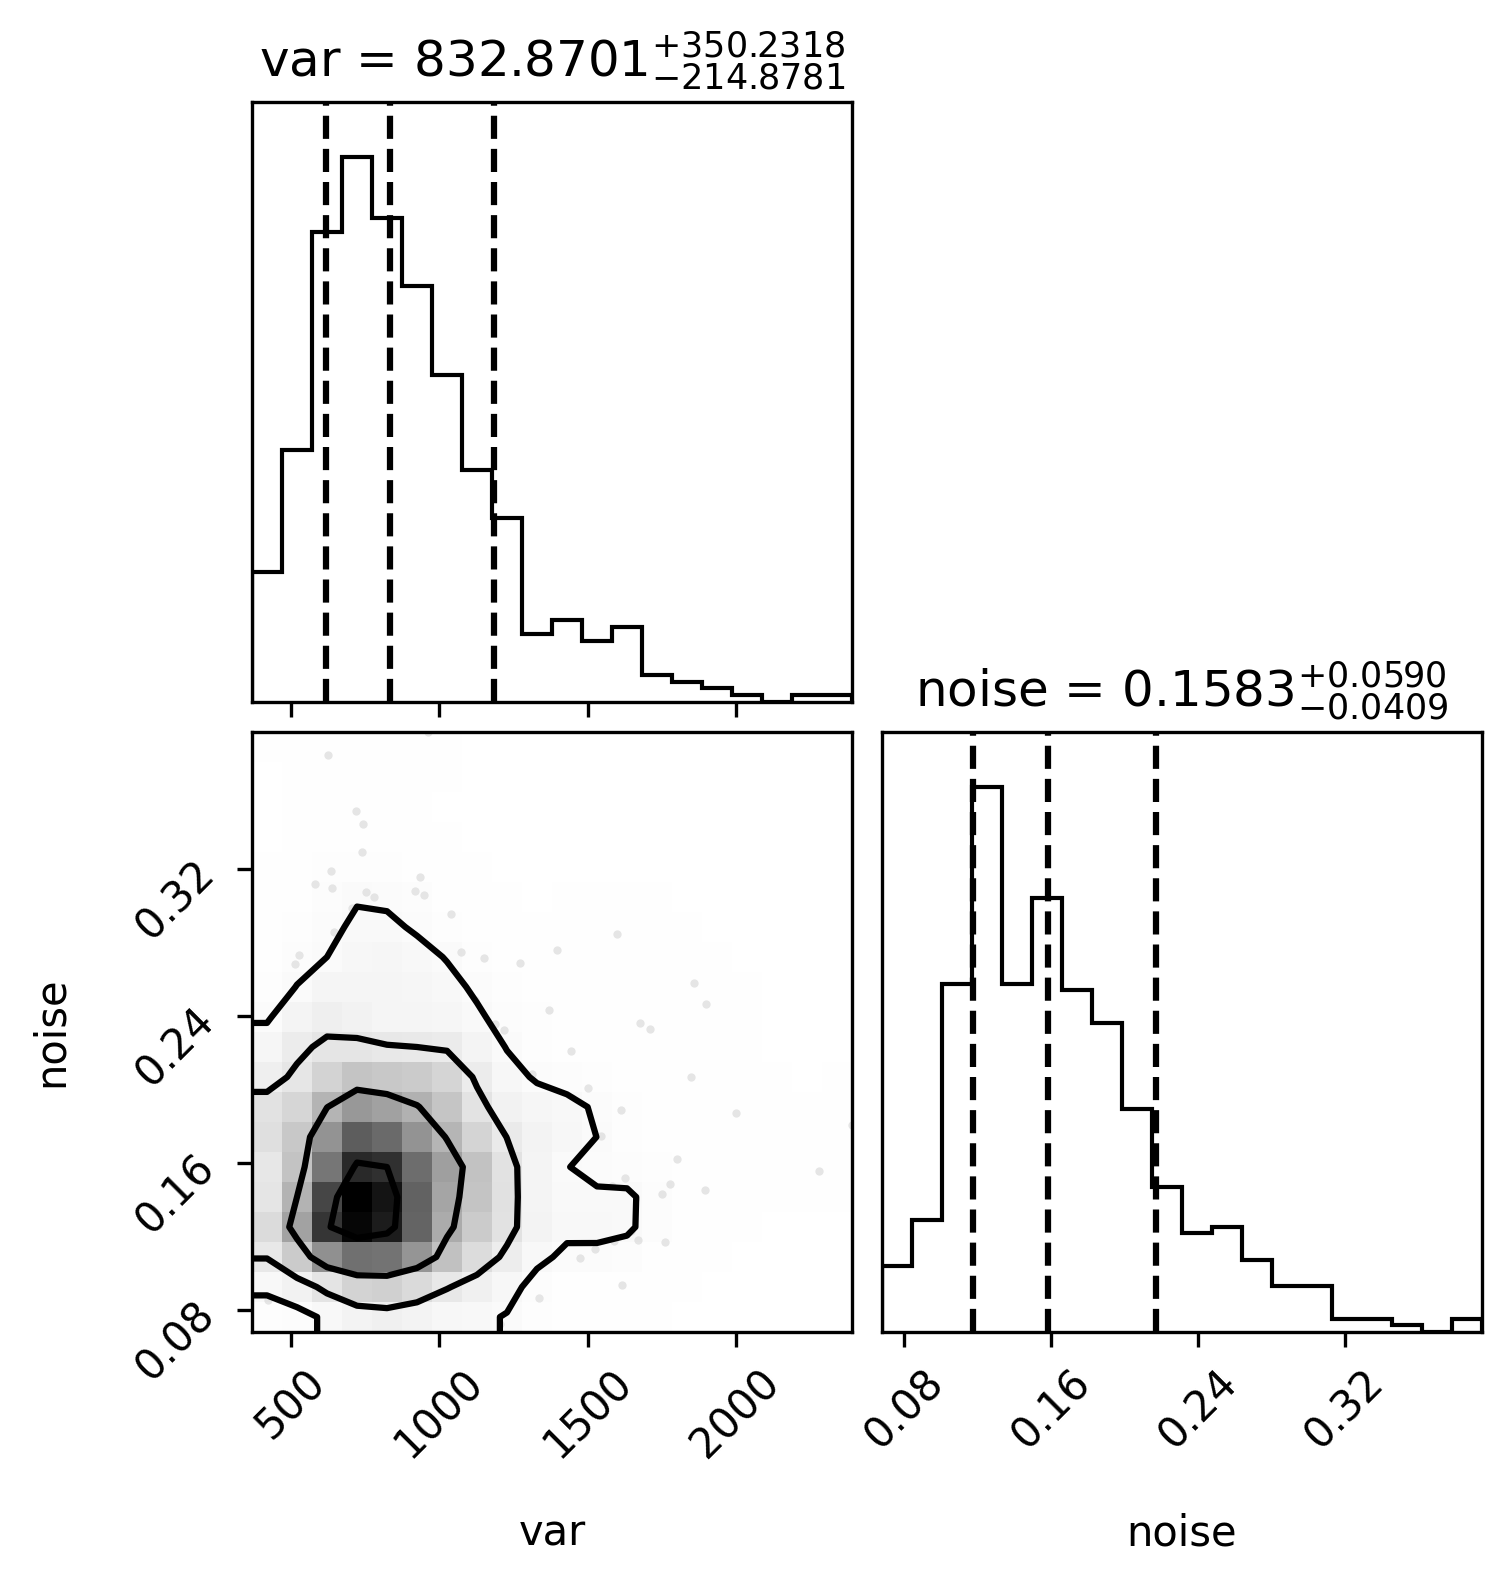 var = 832.8701 +350.2318 −214.8781
noise = 0.1583 +0.0590 −0.0409
0.32
0.24
0.16
0.08
noise
500 1000 1500 2000
0.08 0.16 0.24 0.32
var
noise